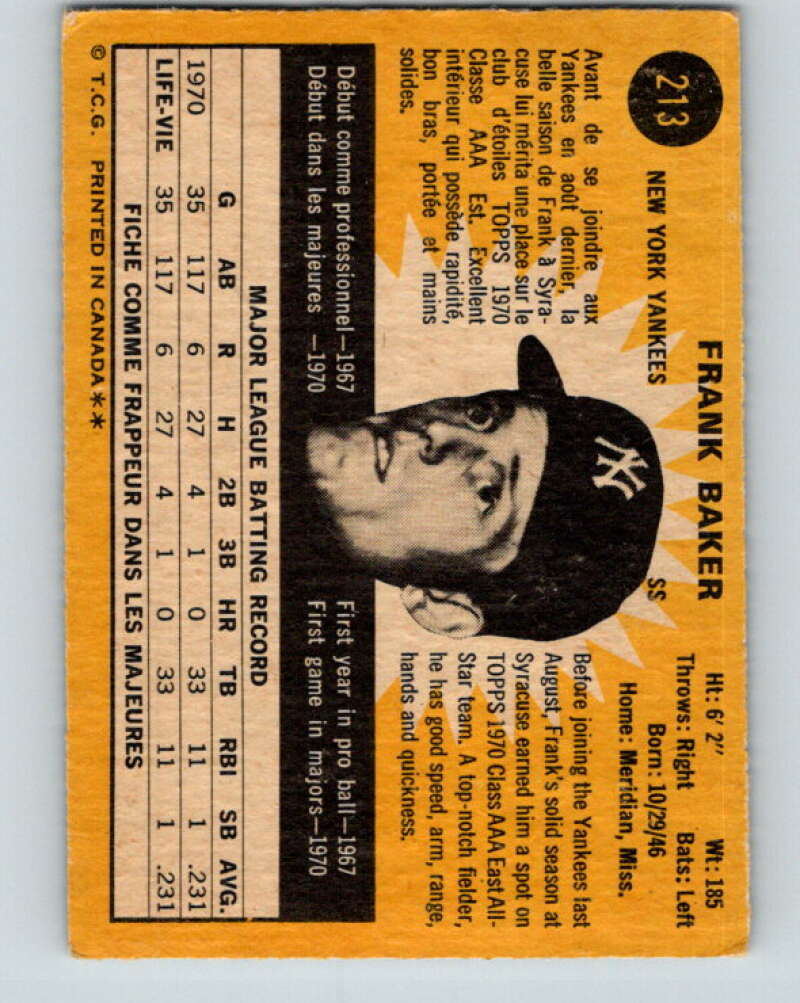 213
FRANK BAKER
NEW YORK YANKEES
SS
Ht: 6' 2" Wt: 185
Throws: Right Bats: Left
Born: 10/29/46
Home: Meridian, Miss.
Avant de se joindre aux
Yankees en août dernier, la
belle saison de Frank à Syra-
cuse lui mérita une place sur le
club d'étoiles TOPPS 1970
Classe AAA Est. Excellent
intérieur qui possède rapidité,
bon bras, portée et mains
solides.
NY
Before joining the Yankees last
August, Frank's solid season at
Syracuse earned him a spot on
TOPPS 1970 Class AAA East All-
Star team. A top-notch fielder,
he has good speed, arm, range,
hands and quickness.
Début comme professionnel—1967
Début dans les majeures —1970
First year in pro ball—1967
First game in majors—1970
MAJOR LEAGUE BATTING RECORD
G AB R H 2B 3B HR TB RBI SB AVG.
1970 35 117 6 27 4 1 0 33 11 1 .231
LIFE-VIE 35 117 6 27 4 1 0 33 11 1 .231
FICHE COMME FRAPPEUR DANS LES MAJEURES
© T.C.G. PRINTED IN CANADA**